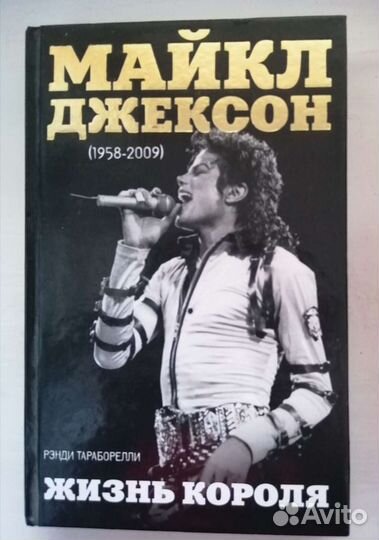 МАЙКЛ
ДЖЕКСОН
(1958-2009)
РЭНДИ ТАРАБОРЕЛЛИ
ЖИЗНЬ КОРОЛЯ
Avito